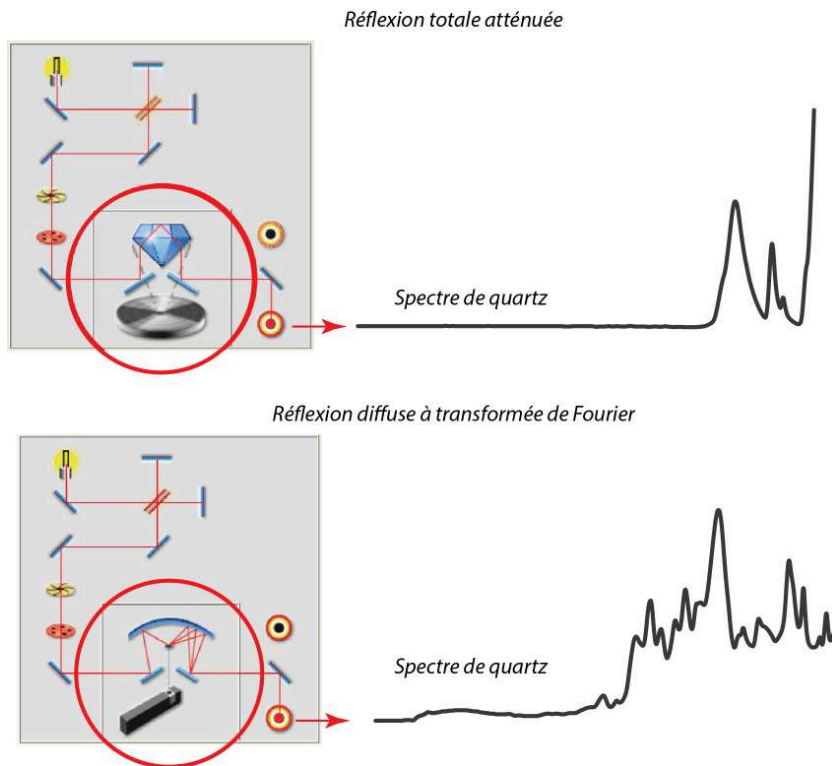 Réflexion totale atténuée
Spectre de quartz
Réflexion diffuse à transformée de Fourier
Spectre de quartz